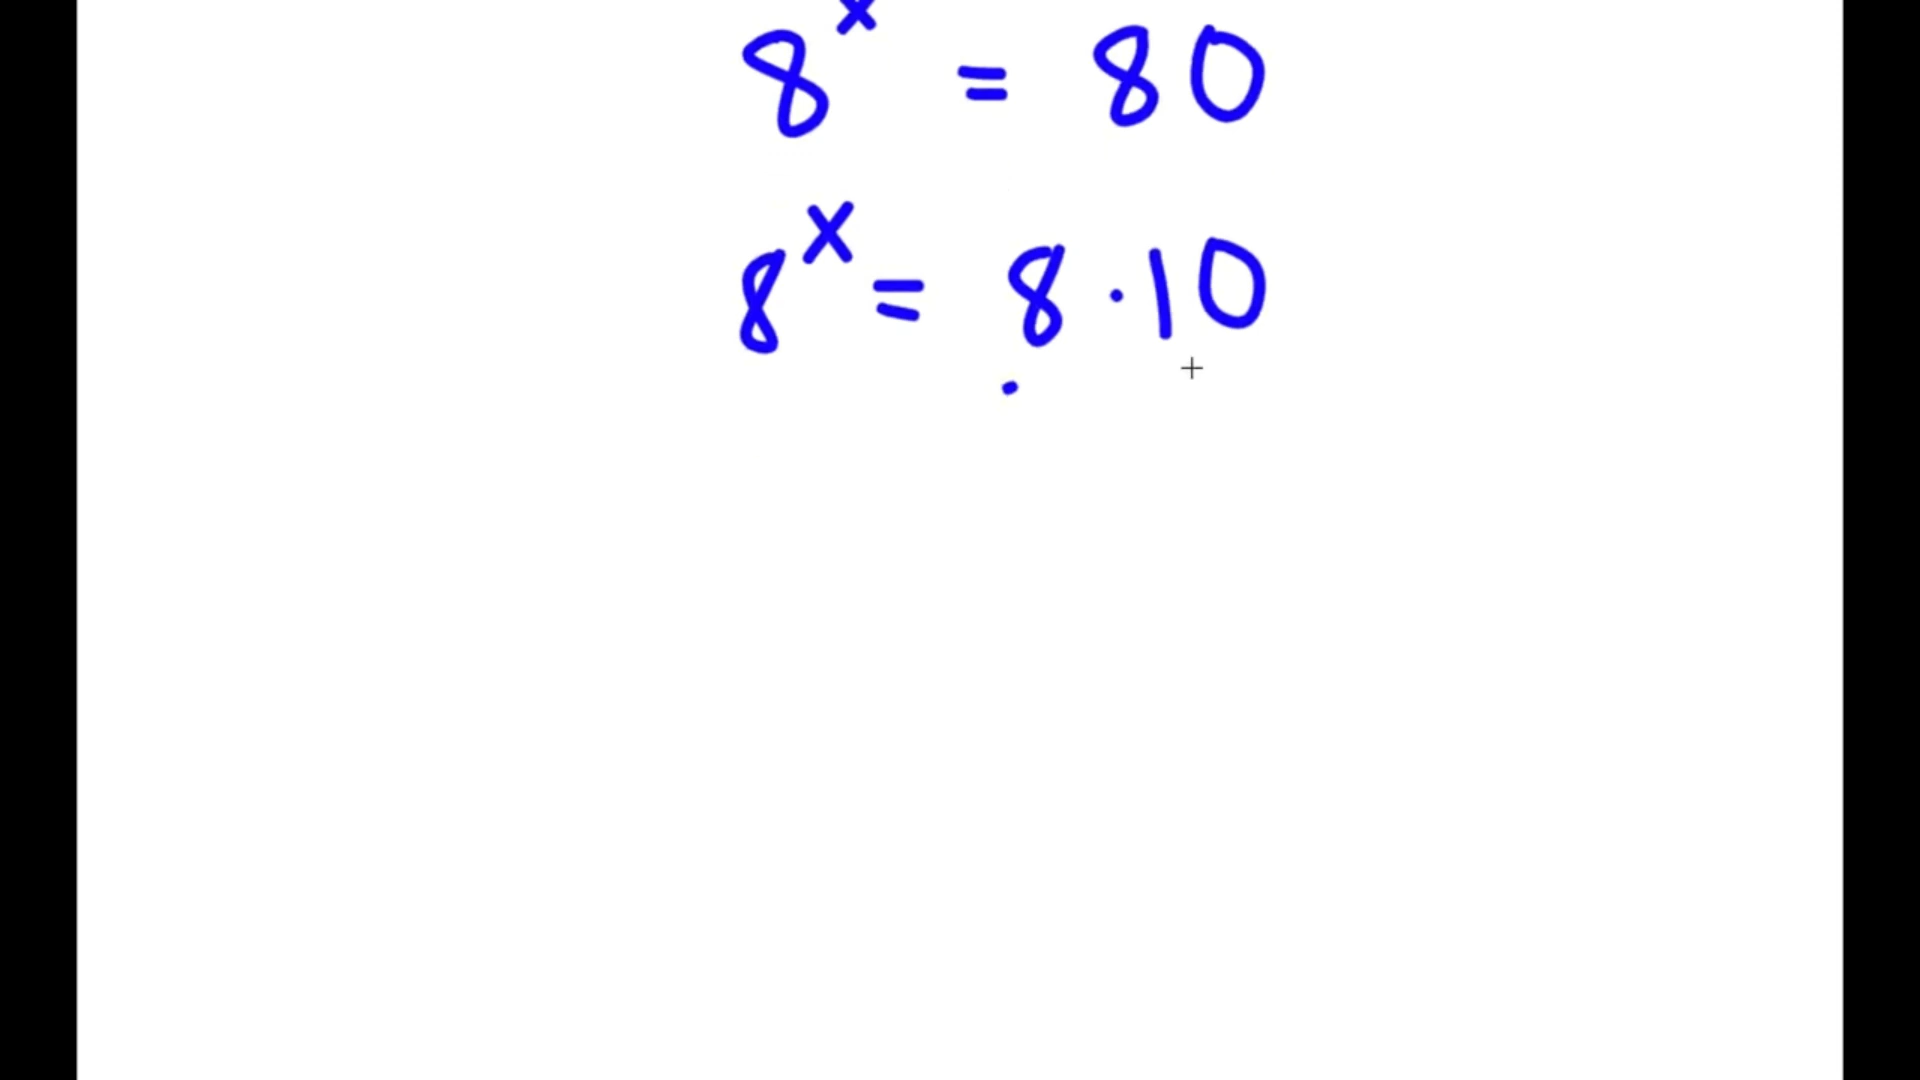 8^x = 80
8^x = 8 · 10